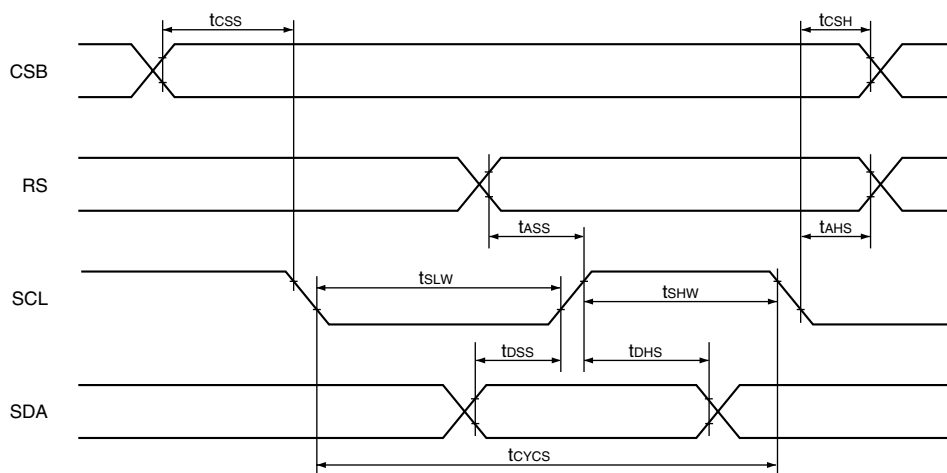 tCSS
tCSH
CSB
RS
tASS
tAHS
tSLW
tSHW
SCL
tDSS
tDHS
SDA
tCYCS